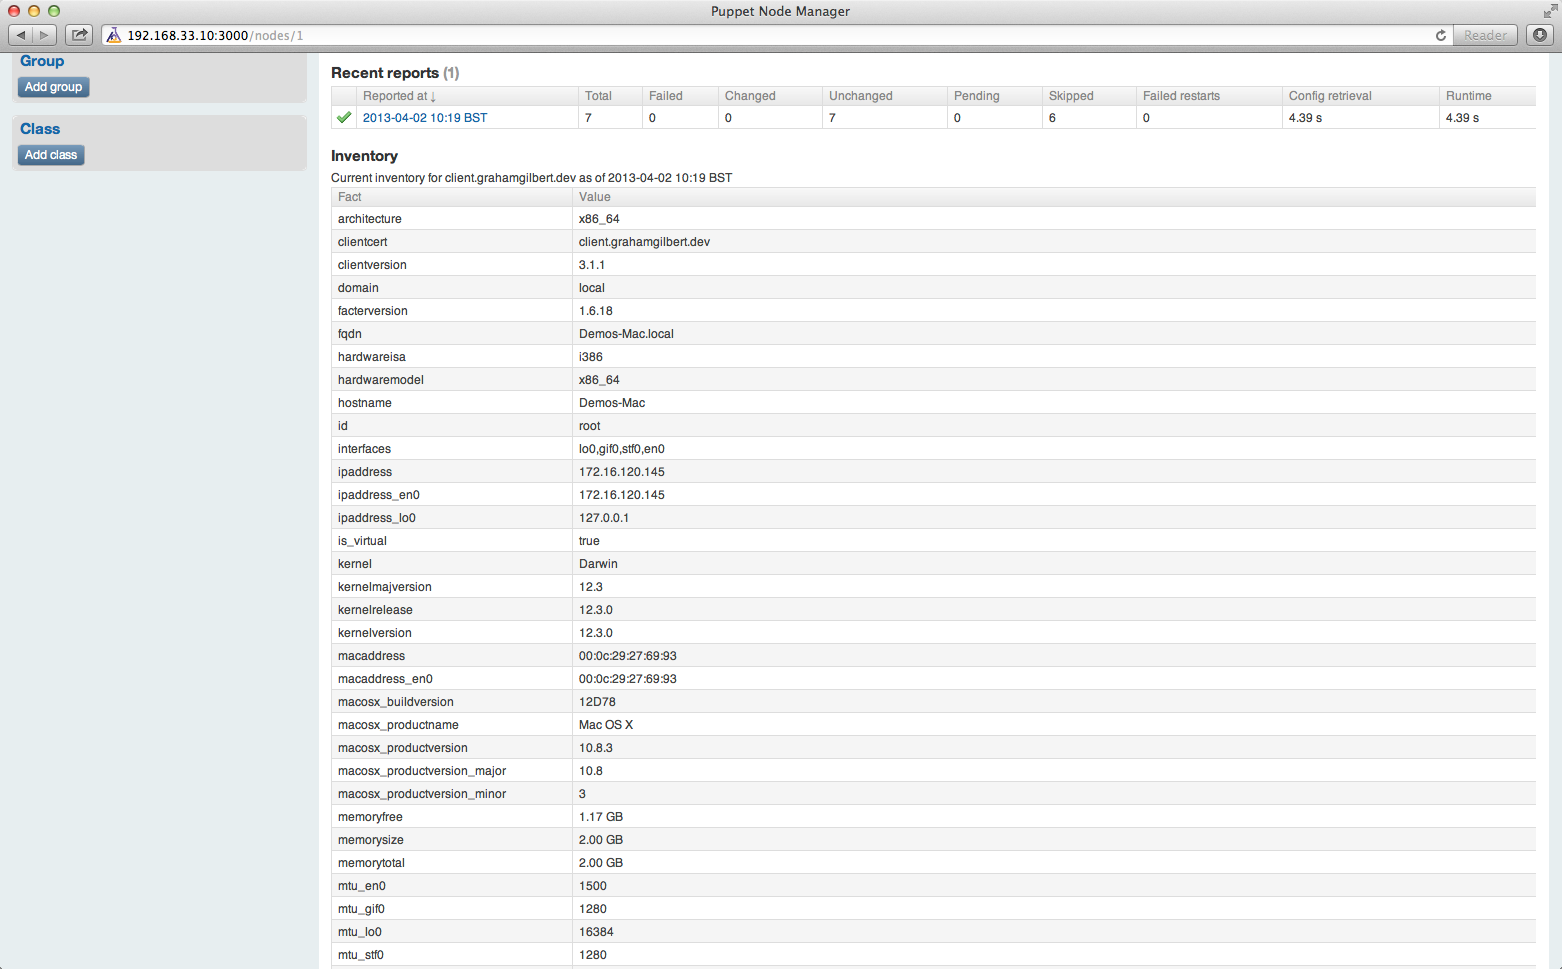 Puppet Node Manager
192.168.33.10:3000/nodes/1
Reader
Group
Add group
Class
Add class
Recent reports (1)
Reported at ↓ Total Failed Changed Unchanged Pending Skipped Failed restarts Config retrieval Runtime
2013-04-02 10:19 BST 7 0 0 7 0 6 0 4.39 s 4.39 s
Inventory
Current inventory for client.grahamgilbert.dev as of 2013-04-02 10:19 BST
Fact Value
architecture x86_64
clientcert client.grahamgilbert.dev
clientversion 3.1.1
domain local
facterversion 1.6.18
fqdn Demos-Mac.local
hardwareisa i386
hardwaremodel x86_64
hostname Demos-Mac
id root
interfaces lo0,gif0,stf0,en0
ipaddress 172.16.120.145
ipaddress_en0 172.16.120.145
ipaddress_lo0 127.0.0.1
is_virtual true
kernel Darwin
kernelmajversion 12.3
kernelrelease 12.3.0
kernelversion 12.3.0
macaddress 00:0c:29:27:69:93
macaddress_en0 00:0c:29:27:69:93
macosx_buildversion 12D78
macosx_productname Mac OS X
macosx_productversion 10.8.3
macosx_productversion_major 10.8
macosx_productversion_minor 3
memoryfree 1.17 GB
memorysize 2.00 GB
memorytotal 2.00 GB
mtu_en0 1500
mtu_gif0 1280
mtu_lo0 16384
mtu_stf0 1280